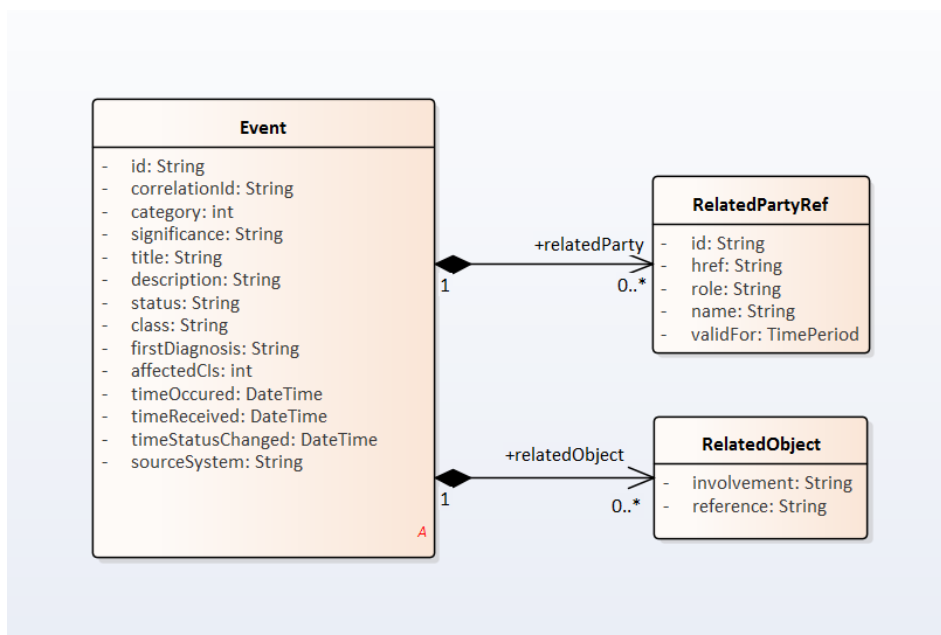 Event
- id: String
- correlationId: String
- category: int
- significance: String
- title: String
- description: String
- status: String
- class: String
- firstDiagnosis: String
- affectedCIs: int
- timeOccured: DateTime
- timeReceived: DateTime
- timeStatusChanged: DateTime
- sourceSystem: String
A
+relatedParty
1
0..*
RelatedPartyRef
- id: String
- href: String
- role: String
- name: String
- validFor: TimePeriod
+relatedObject
1
0..*
RelatedObject
- involvement: String
- reference: String